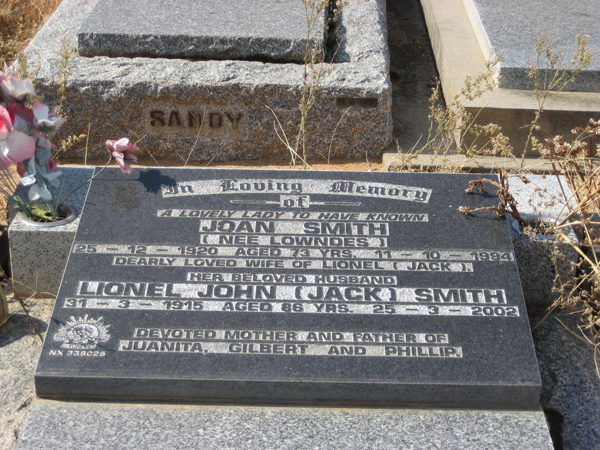 SANDY
In Loving Memory
of
A LOVELY LADY TO HAVE KNOWN
JOAN SMITH
( NEE LOWNDES )
25 - 12 - 1920 AGED 73 YRS. 11 - 10 - 1994
DEARLY LOVED WIFE OF LIONEL ( JACK ).
HER BELOVED HUSBAND
LIONEL JOHN (JACK) SMITH
31 - 3 - 1915 AGED 86 YRS. 25 - 3 - 2002
DEVOTED MOTHER AND FATHER OF
JUANITA, GILBERT AND PHILLIP.